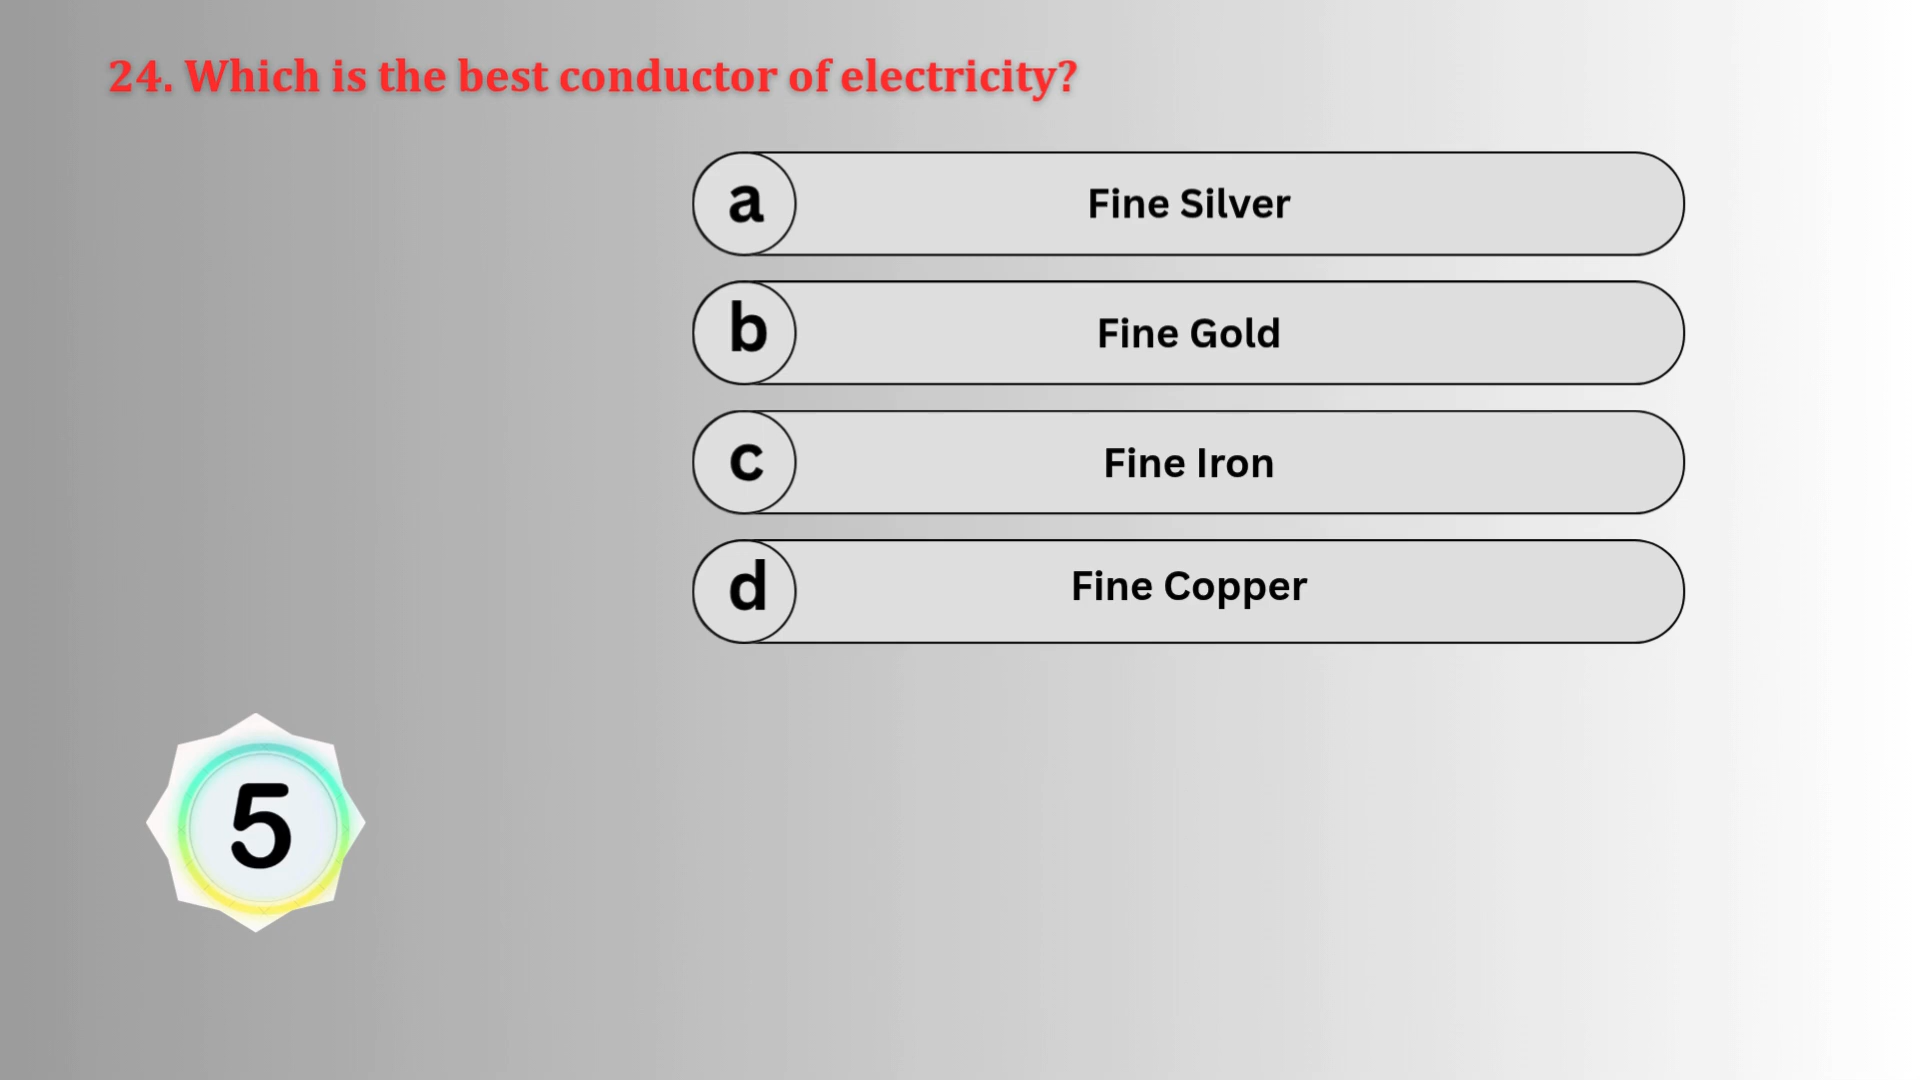 24. Which is the best conductor of electricity?
a Fine Silver
b Fine Gold
c Fine Iron
d Fine Copper
5